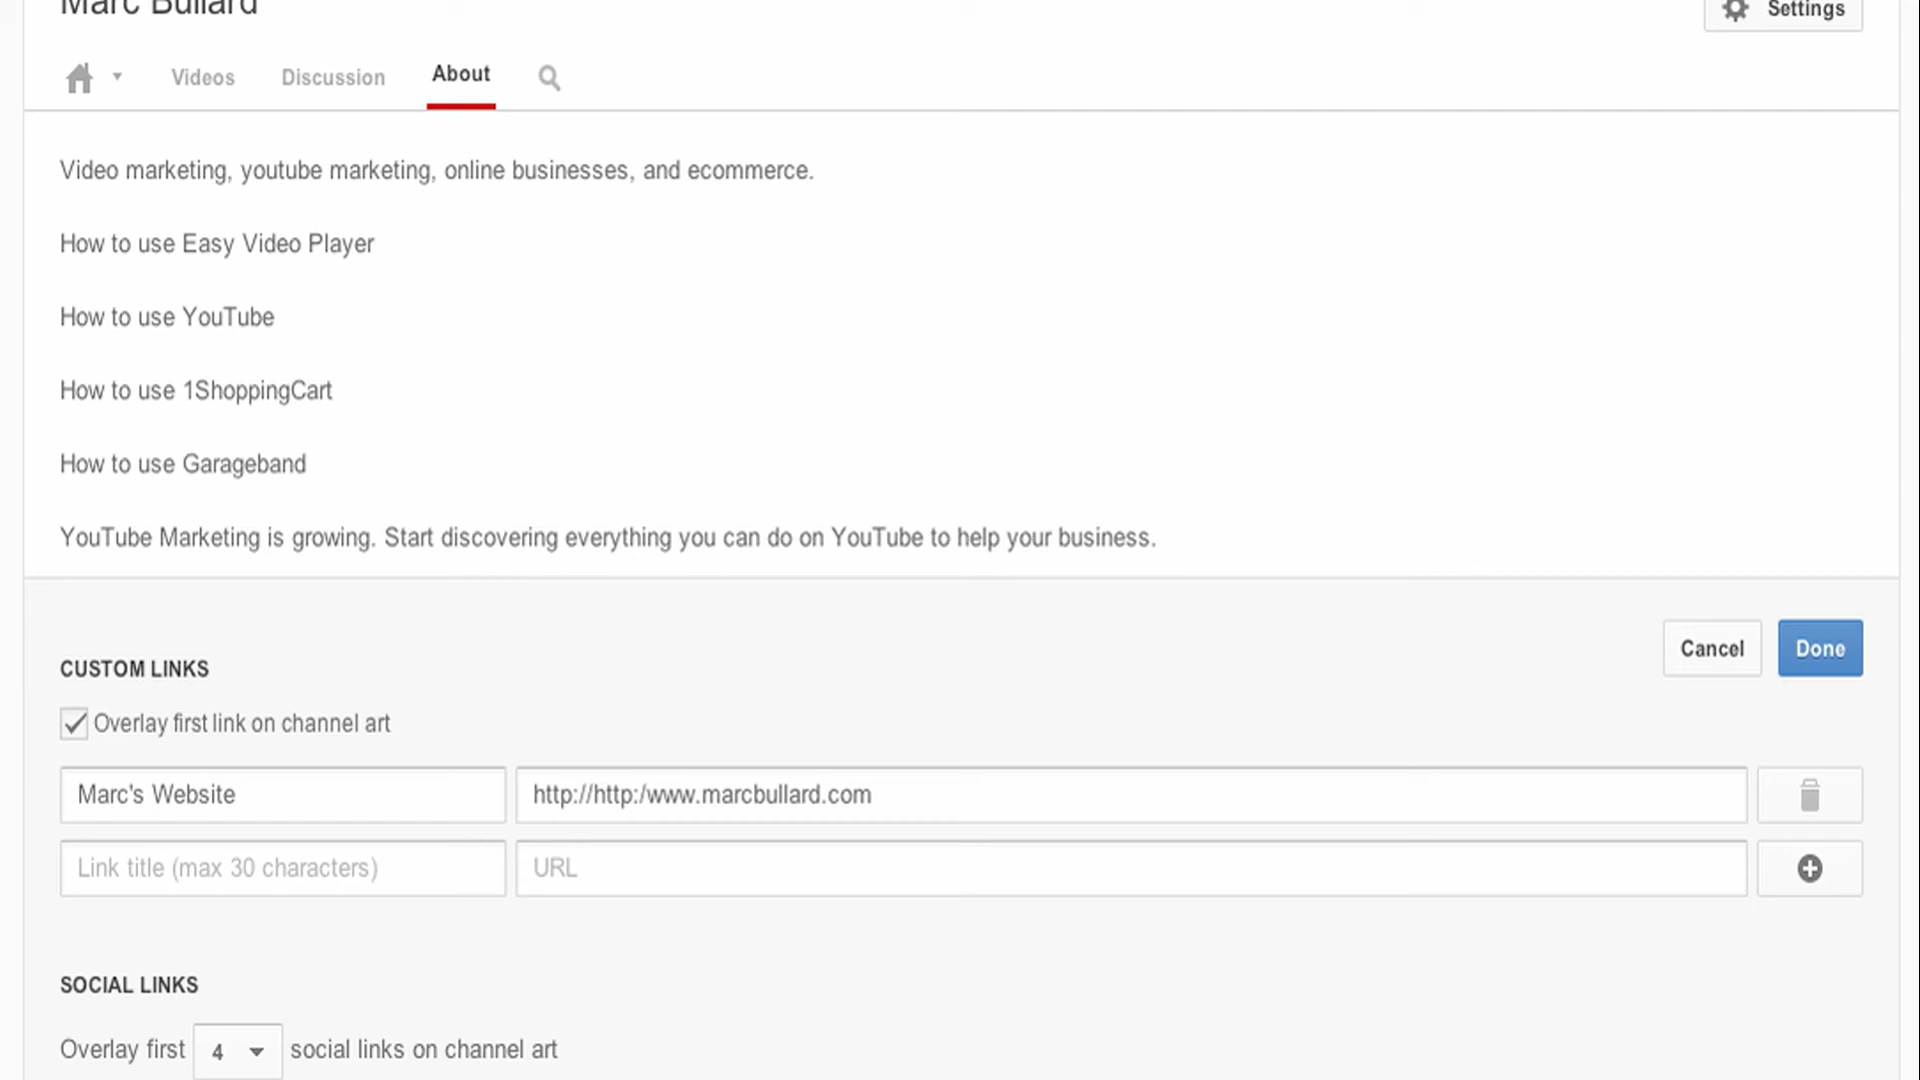 Marc Bullard
Settings
Videos Discussion About
Video marketing, youtube marketing, online businesses, and ecommerce.
How to use Easy Video Player
How to use YouTube
How to use 1ShoppingCart
How to use Garageband
YouTube Marketing is growing. Start discovering everything you can do on YouTube to help your business.
Cancel Done
CUSTOM LINKS
Overlay first link on channel art
Marc's Website http://http:/www.marcbullard.com
Link title (max 30 characters) URL
SOCIAL LINKS
Overlay first 4 social links on channel art